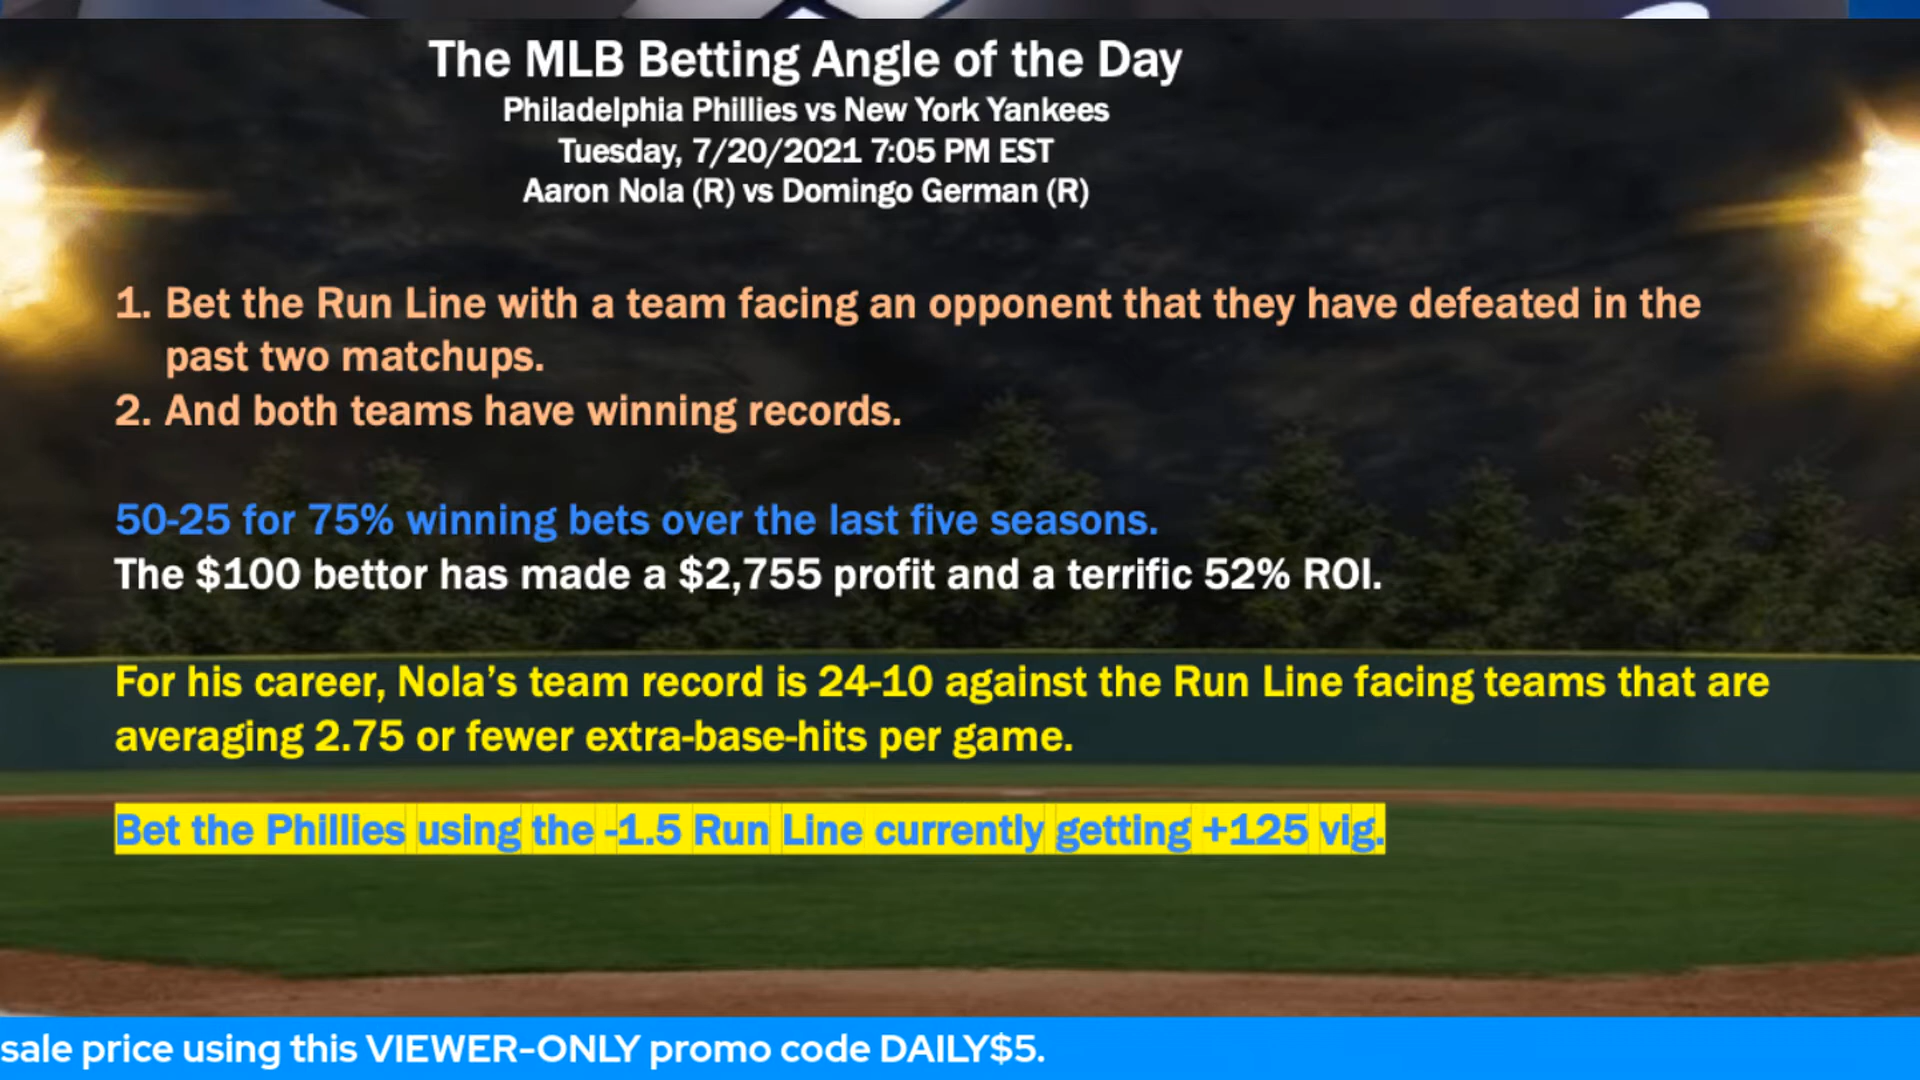 The MLB Betting Angle of the Day
Philadelphia Phillies vs New York Yankees
Tuesday, 7/20/2021 7:05 PM EST
Aaron Nola (R) vs Domingo German (R)
1. Bet the Run Line with a team facing an opponent that they have defeated in the
past two matchups.
2. And both teams have winning records.
50-25 for 75% winning bets over the last five seasons.
The $100 bettor has made a $2,755 profit and a terrific 52% ROI.
For his career, Nola’s team record is 24-10 against the Run Line facing teams that are
averaging 2.75 or fewer extra-base-hits per game.
Bet the Phillies using the -1.5 Run Line currently getting +125 vig.
sale price using this VIEWER-ONLY promo code DAILY$5.